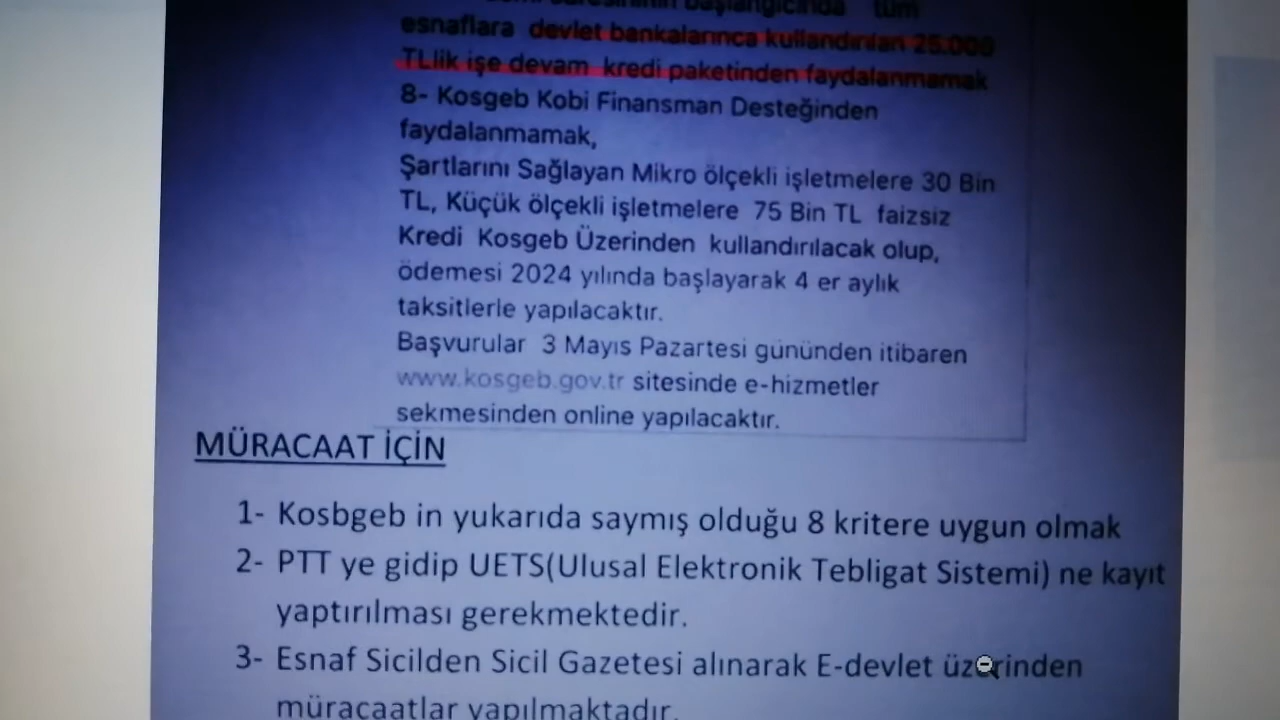 başlangıcında tüm
esnaflara devlet bankalarınca kullandırılan 25.000
TLlik işe devam kredi paketinden faydalanmamak
8- Kosgeb Kobi Finansman Desteğinden
faydalanmamak,
Şartlarını Sağlayan Mikro ölçekli işletmelere 30 Bin
TL, Küçük ölçekli işletmelere 75 Bin TL faizsiz
Kredi Kosgeb Üzerinden kullandırılacak olup,
ödemesi 2024 yılında başlayarak 4 er aylık
taksitlerle yapılacaktır.
Başvurular 3 Mayıs Pazartesi gününden itibaren
www.kosgeb.gov.tr sitesinde e-hizmetler
sekmesinden online yapılacaktır.
MÜRACAAT İÇİN
1- Kosbgeb in yukarıda saymış olduğu 8 kritere uygun olmak
2- PTT ye gidip UETS(Ulusal Elektronik Tebligat Sistemi) ne kayıt
yaptırılması gerekmektedir.
3- Esnaf Sicilden Sicil Gazetesi alınarak E-devlet üzerinden
müracaatlar yapılmaktadır.